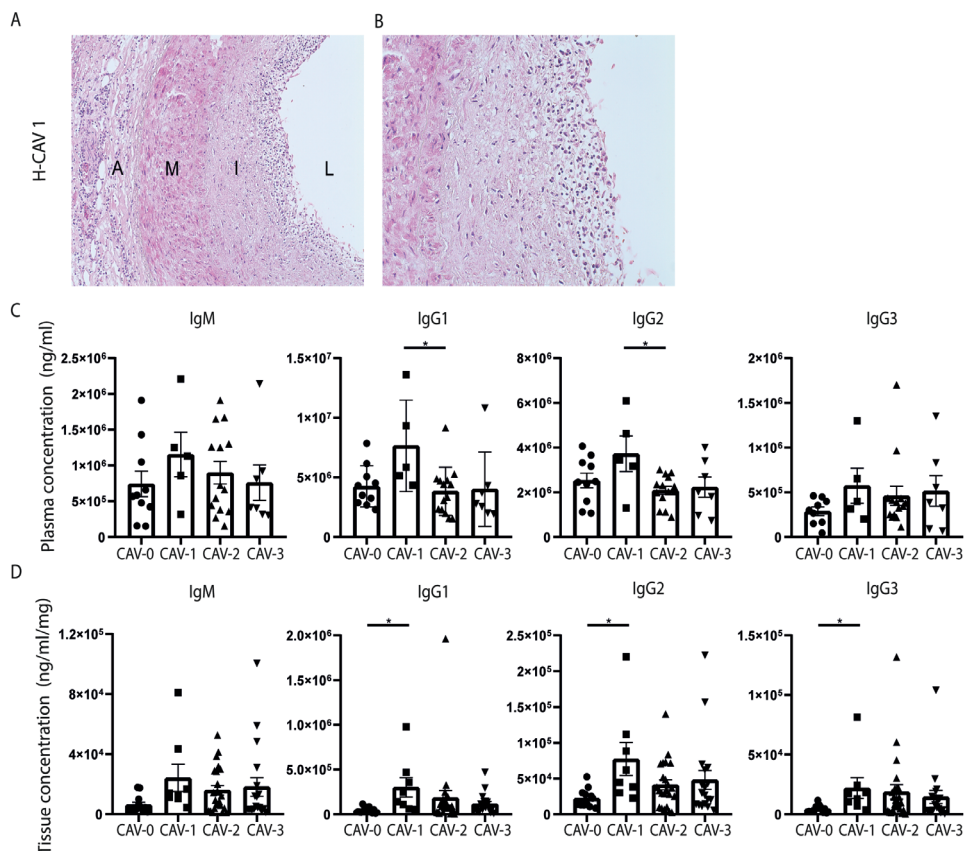 A
B
H-CAV 1
A M I L
C
IgM IgG1 IgG2 IgG3
Plasma concentration (ng/ml)
2.5×10⁶
2×10⁶
1.5×10⁶
1×10⁶
5×10⁵
0
CAV-0 CAV-1 CAV-2 CAV-3
1.5×10⁷
1×10⁷
5×10⁶
0
*
CAV-0 CAV-1 CAV-2 CAV-3
8×10⁶
6×10⁶
4×10⁶
2×10⁶
0
*
CAV-0 CAV-1 CAV-2 CAV-3
2×10⁶
1.5×10⁶
1×10⁶
5×10⁵
0
CAV-0 CAV-1 CAV-2 CAV-3
D
IgM IgG1 IgG2 IgG3
Tissue concentration (ng/ml/mg)
1.2×10⁵
8×10⁴
4×10⁴
0
CAV-0 CAV-1 CAV-2 CAV-3
2.0×10⁶
1.5×10⁶
1.0×10⁶
5.0×10⁵
0
*
CAV-0 CAV-1 CAV-2 CAV-3
2.5×10⁵
2.0×10⁵
1.5×10⁵
1.0×10⁵
5.0×10⁴
0
*
CAV-0 CAV-1 CAV-2 CAV-3
1.5×10⁵
1.0×10⁵
5.0×10⁴
0
*
CAV-0 CAV-1 CAV-2 CAV-3